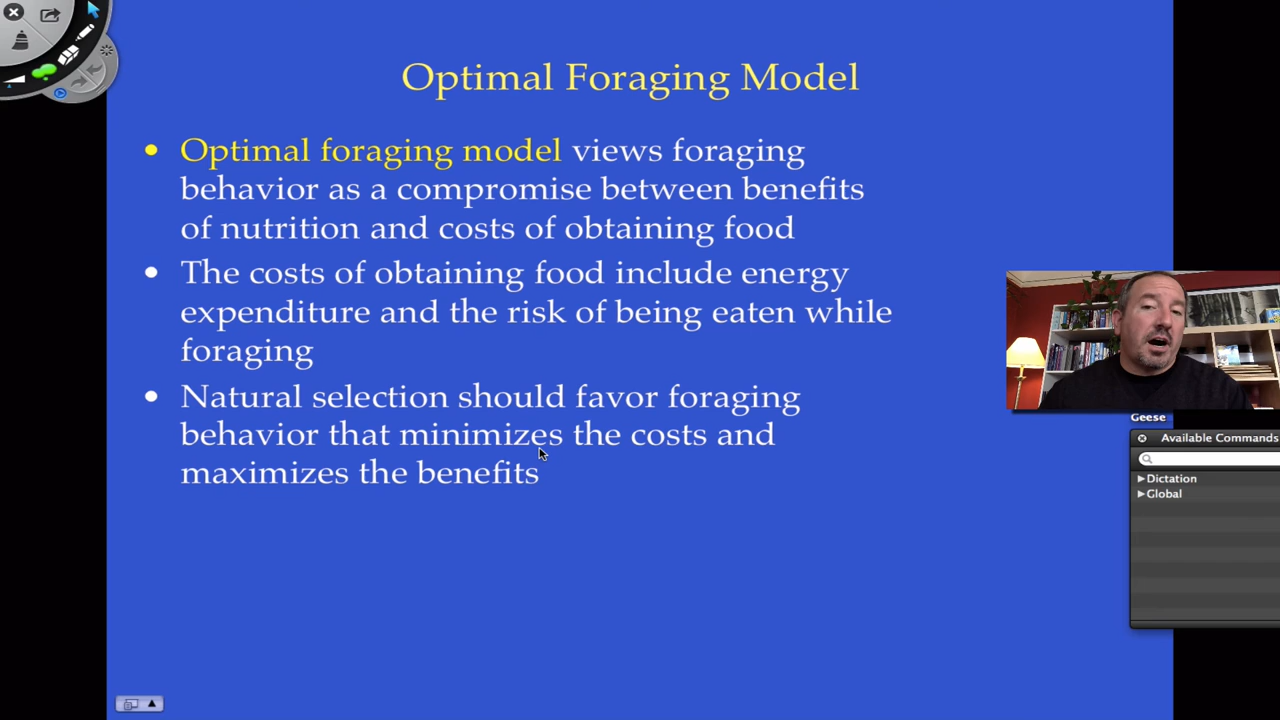 Optimal Foraging Model
• Optimal foraging model views foraging
behavior as a compromise between benefits
of nutrition and costs of obtaining food
• The costs of obtaining food include energy
expenditure and the risk of being eaten while
foraging
• Natural selection should favor foraging
behavior that minimizes the costs and
maximizes the benefits
Geese
Available Commands
Dictation
Global